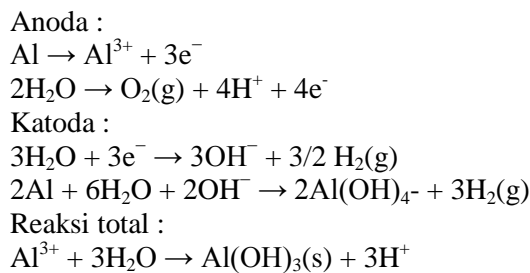 Anoda :
Al → Al³⁺ + 3e⁻
2H₂O → O₂(g) + 4H⁺ + 4e⁻
Katoda :
3H₂O + 3e⁻ → 3OH⁻ + 3/2 H₂(g)
2Al + 6H₂O + 2OH⁻ → 2Al(OH)₄- + 3H₂(g)
Reaksi total :
Al³⁺ + 3H₂O → Al(OH)₃(s) + 3H⁺